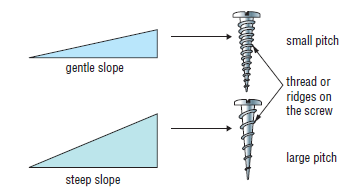 small pitch
gentle slope
thread or
ridges on
the screw
large pitch
steep slope